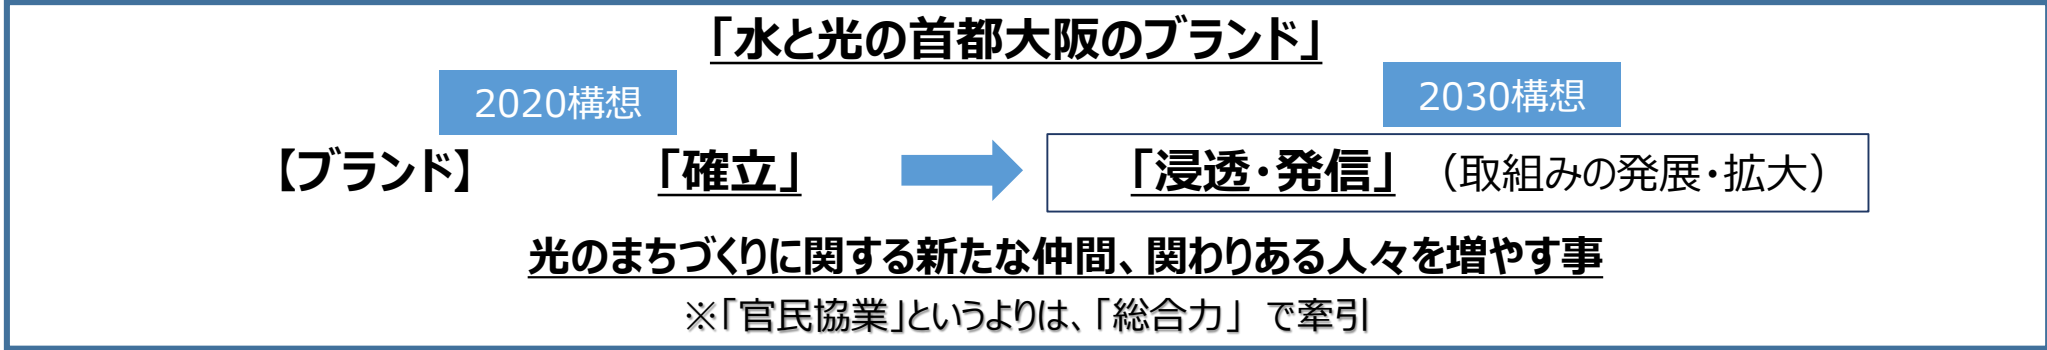 「水と光の首都大阪のブランド」
2020構想
2030構想
【ブランド】 「確立」 「浸透・発信」 （取組みの発展・拡大）
光のまちづくりに関する新たな仲間、関わりある人々を増やす事
※「官民協業」というよりは、「総合力」 で牽引